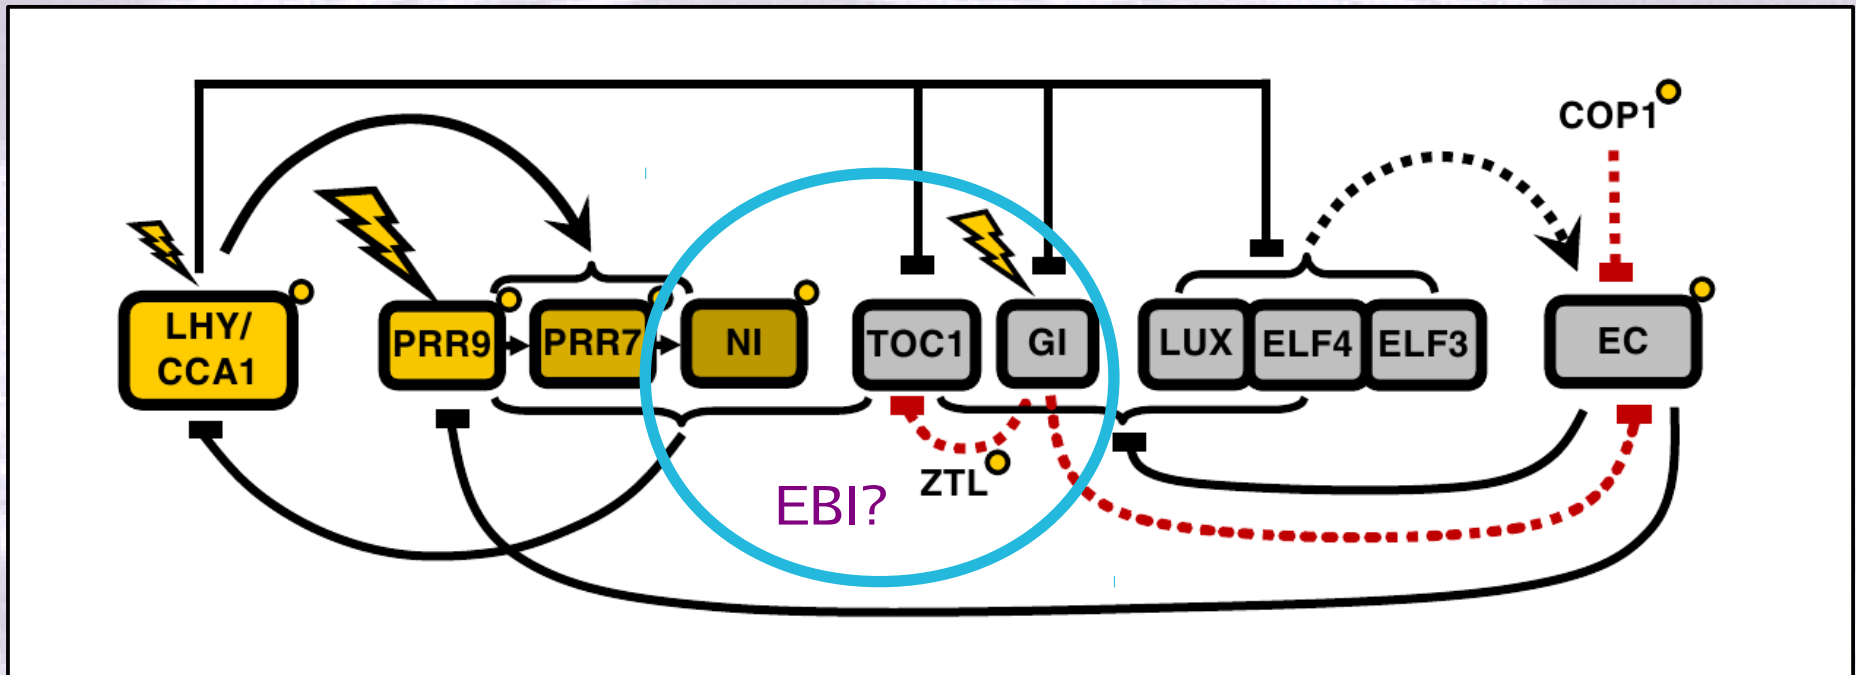 COP1
LHY/
CCA1
PRR9
PRR7
NI
TOC1
GI
LUX
ELF4
ELF3
EC
ZTL
EBI?